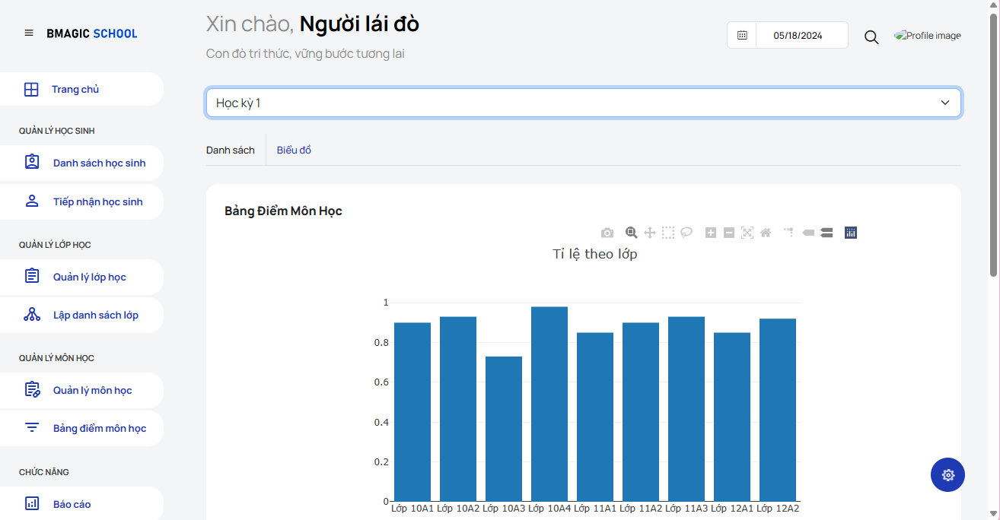 BMAGIC SCHOOL
Trang chủ
QUẢN LÝ HỌC SINH
Danh sách học sinh
Tiếp nhận học sinh
QUẢN LÝ LỚP HỌC
Quản lý lớp học
Lập danh sách lớp
QUẢN LÝ MÔN HỌC
Quản lý môn học
Bảng điểm môn học
CHỨC NĂNG
Báo cáo
Xin chào, Người lái đò
Con đò tri thức, vững bước tương lai
05/18/2024
Profile image
Học kỳ 1
Danh sách
Biểu đồ
Bảng Điểm Môn Học
Tỉ lệ theo lớp
1
0.8
0.6
0.4
0.2
0
Lớp 10A1 Lớp 10A2 Lớp 10A3 Lớp 10A4 Lớp 11A1 Lớp 11A2 Lớp 11A3 Lớp 12A1 Lớp 12A2